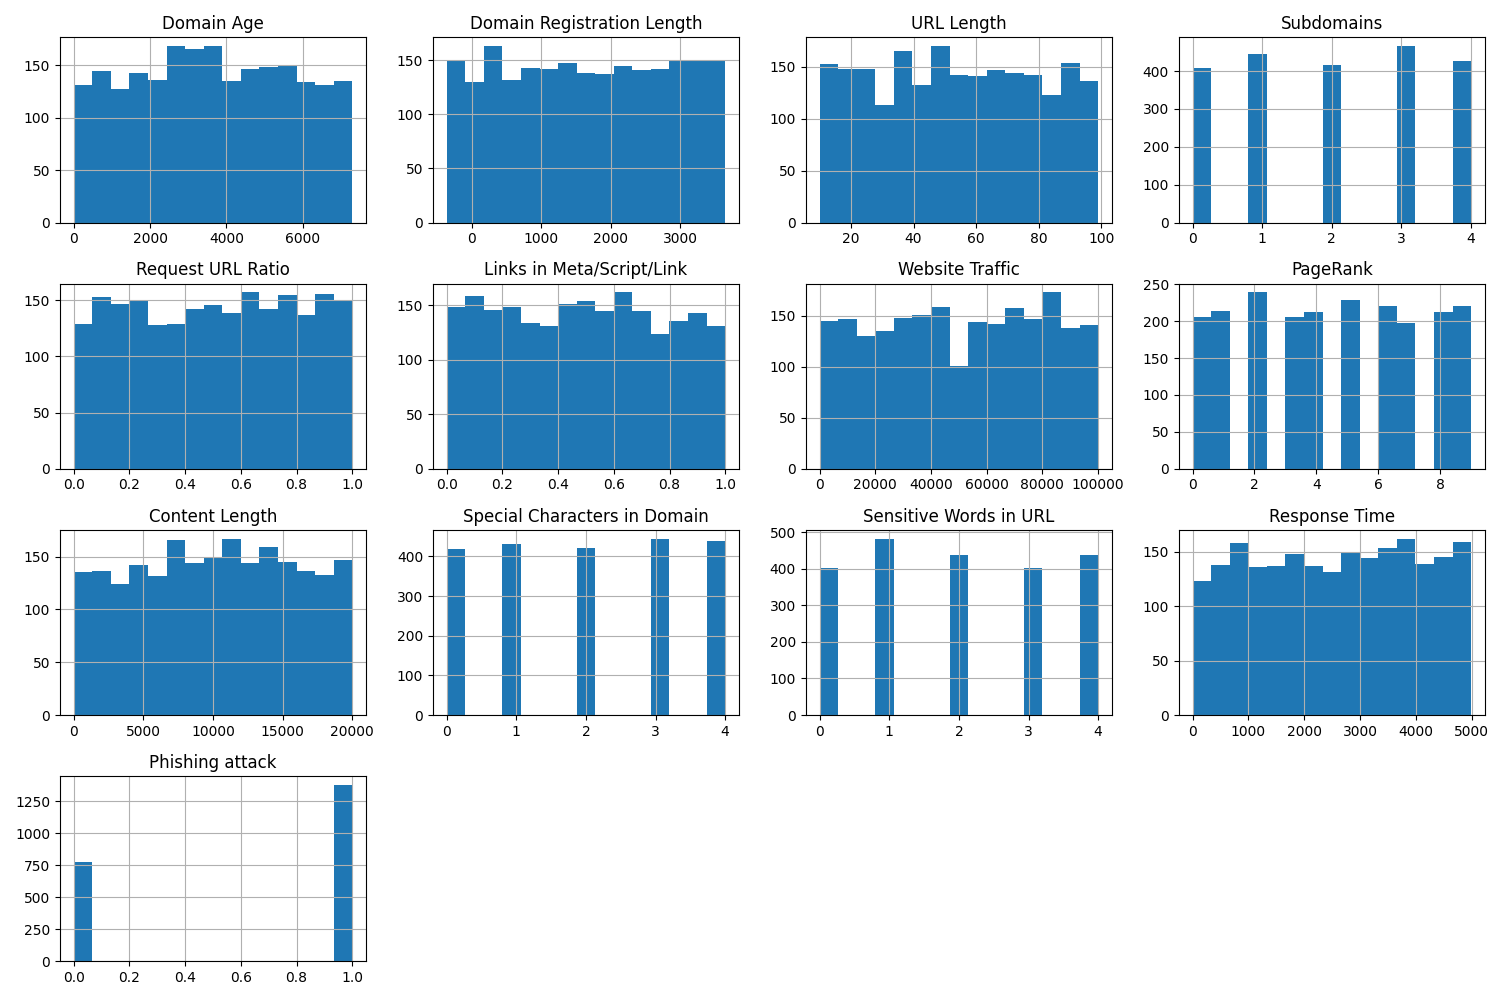 Domain Age
150
100
50
0
0 2000 4000 6000
Domain Registration Length
150
100
50
0
0 1000 2000 3000
URL Length
150
100
50
0
20 40 60 80 100
Subdomains
400
300
200
100
0
0 1 2 3 4
Request URL Ratio
150
100
50
0
0.0 0.2 0.4 0.6 0.8 1.0
Links in Meta/Script/Link
150
100
50
0
0.0 0.2 0.4 0.6 0.8 1.0
Website Traffic
150
100
50
0
0 20000 40000 60000 80000 100000
PageRank
250
200
150
100
50
0
0 2 4 6 8
Content Length
150
100
50
0
0 5000 10000 15000 20000
Special Characters in Domain
400
300
200
100
0
0 1 2 3 4
Sensitive Words in URL
500
400
300
200
100
0
0 1 2 3 4
Response Time
150
100
50
0
0 1000 2000 3000 4000 5000
Phishing attack
1250
1000
750
500
250
0
0.0 0.2 0.4 0.6 0.8 1.0